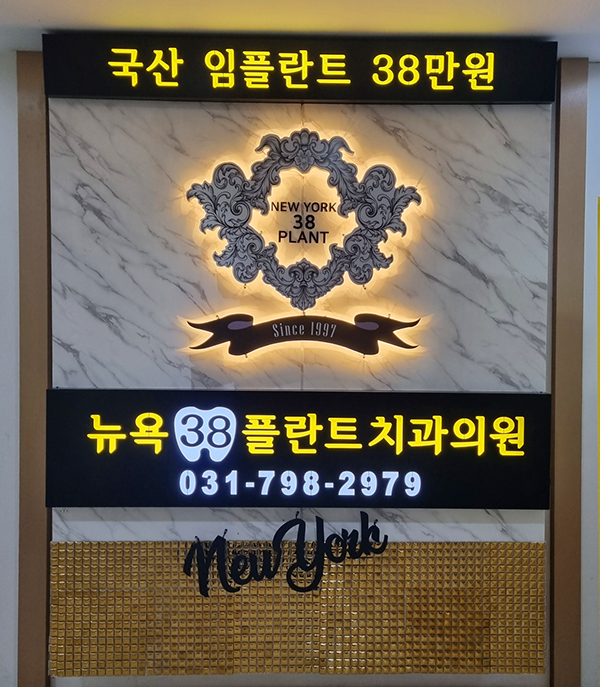 국산 임플란트 38만원
NEW YORK
38
PLANT
Since 1997
뉴욕 38 플란트치과의원
031-798-2979
New York